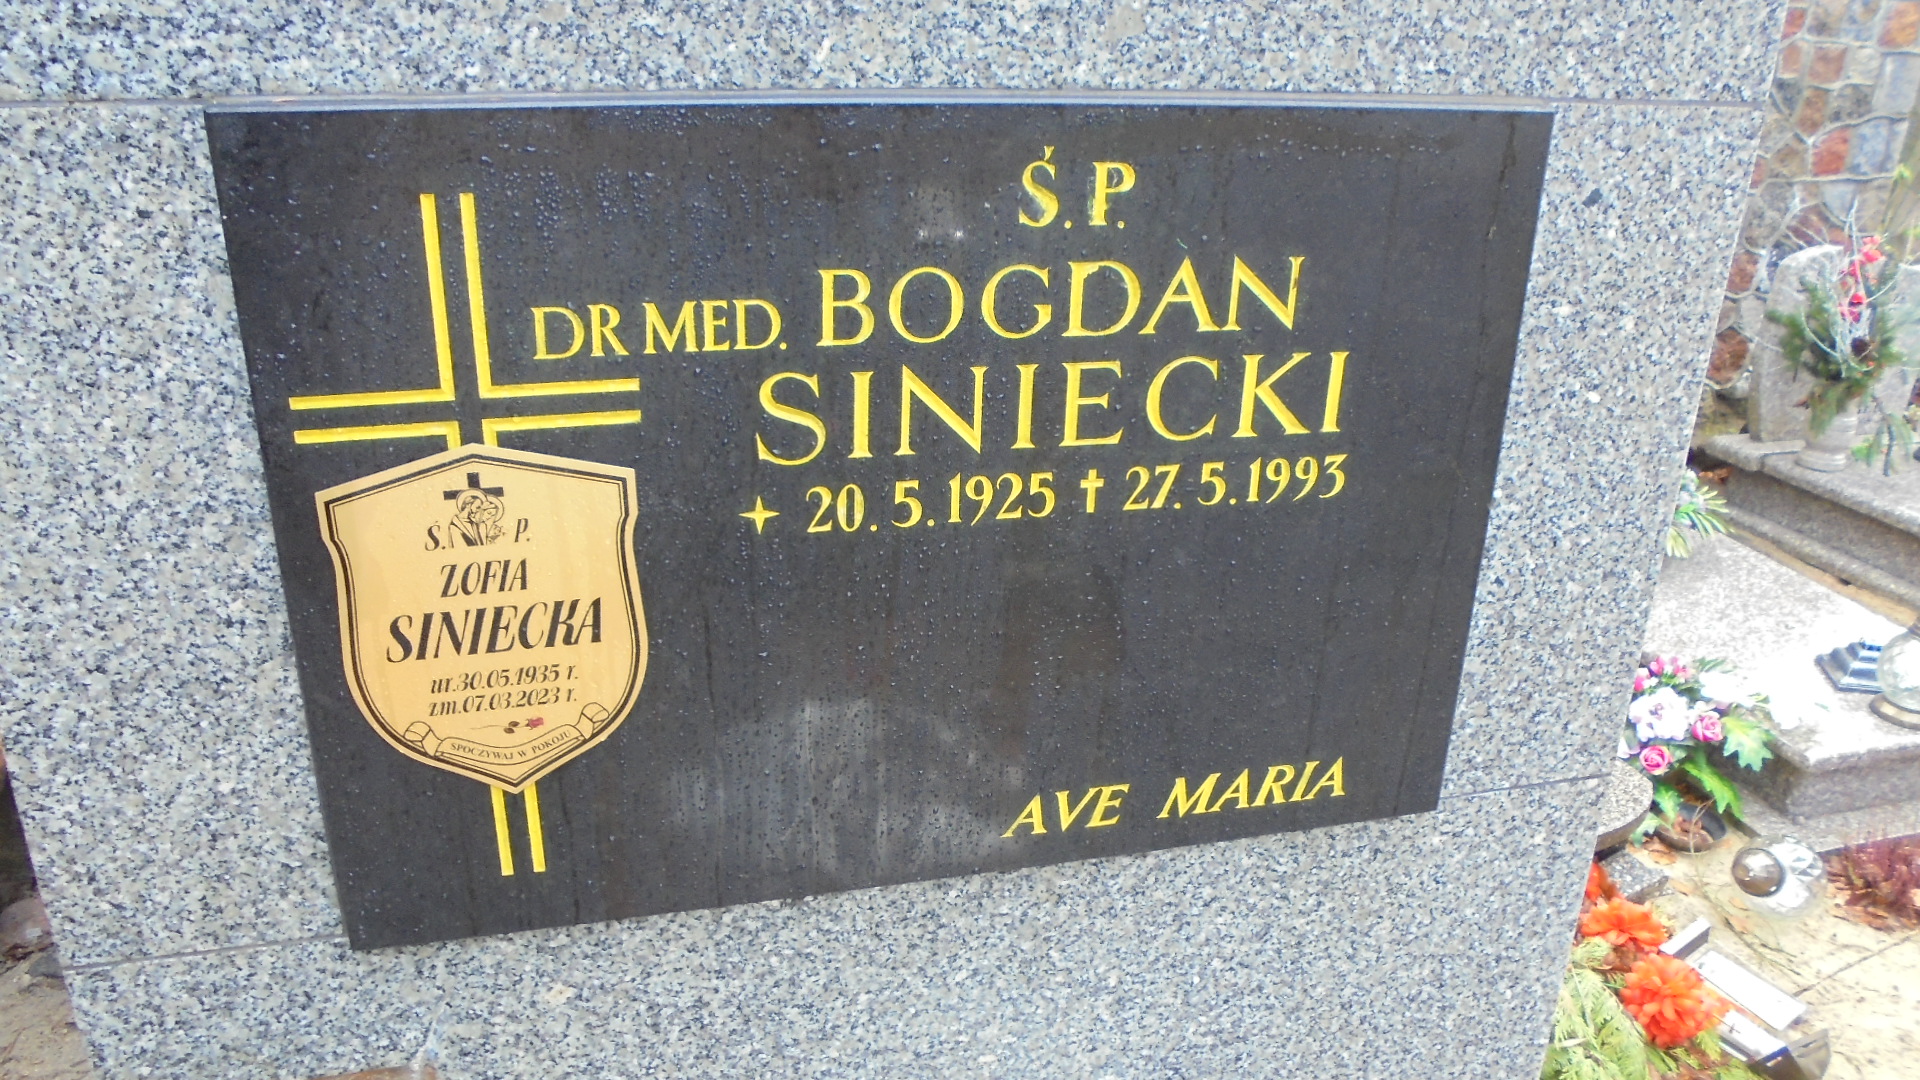 Ś.P.
DR MED. BOGDAN
SINIECKI
20.5.1925 † 27.5.1993
AVE MARIA
Ś. P.
ZOFIA
SINIECKA
ur.30.05.1935 r.
zm.07.03.2023 r.
SPOCZYWAJ W POKOJU